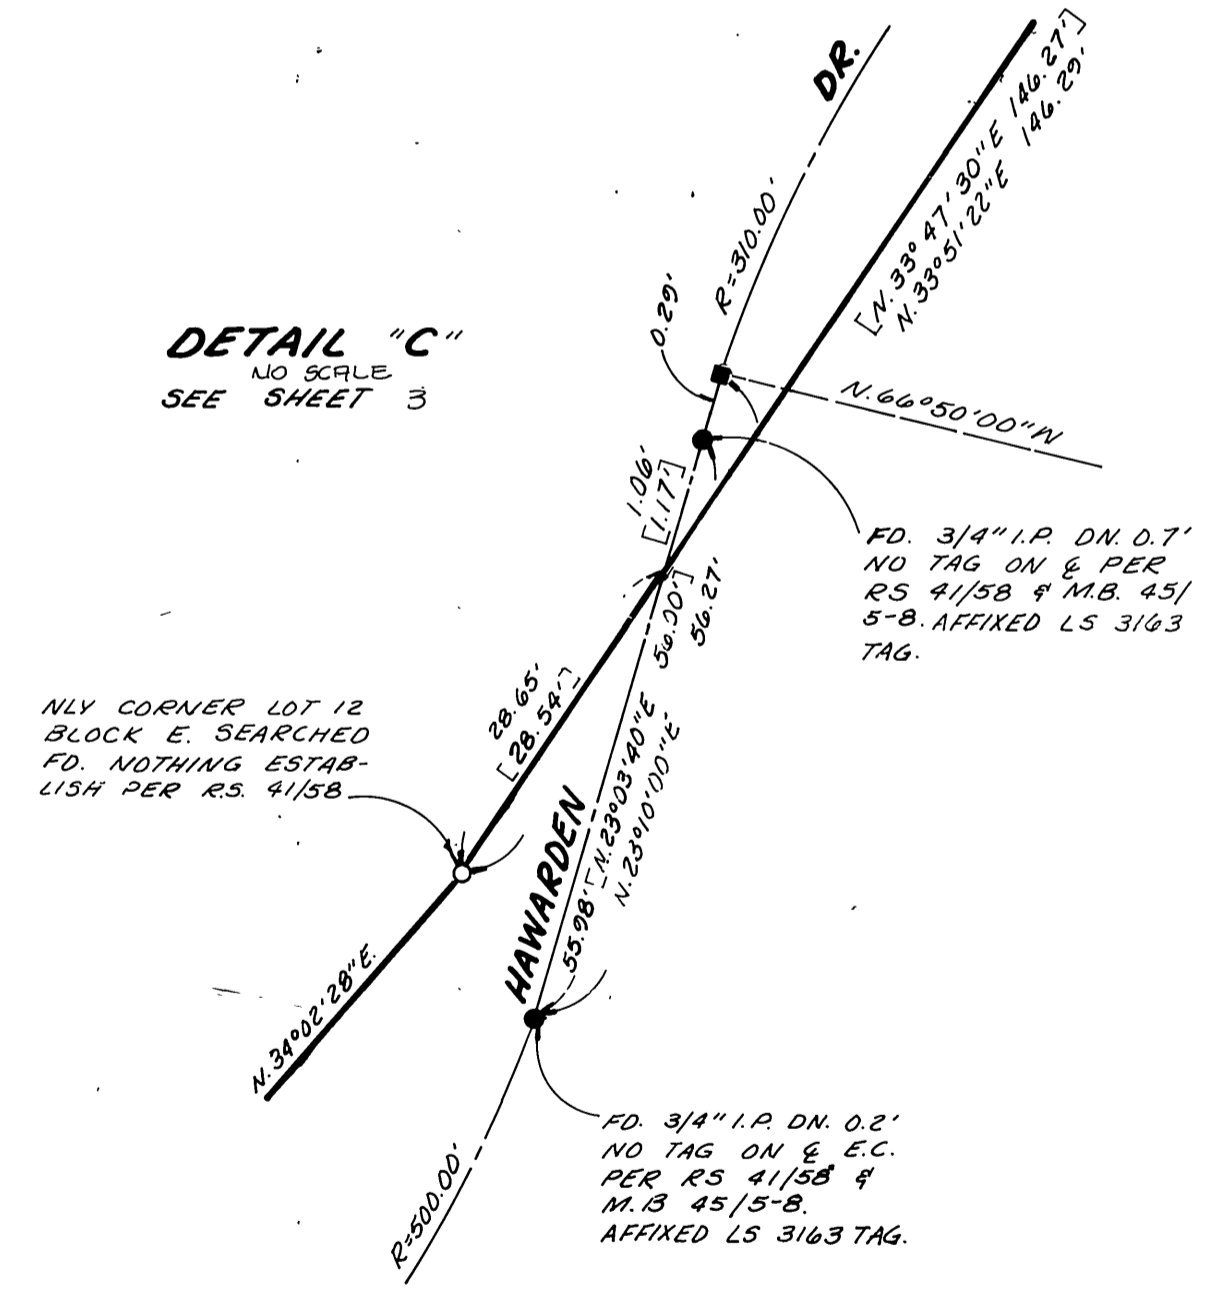 DR.
[N. 33° 47' 30" E 146.27']
N. 33° 51' 22" E 146.29'
R=310.00'
0.29'
DETAIL "C"
NO SCALE
SEE SHEET 3
N. 66° 50' 00" W
1.06'
[1.17']
FD. 3/4" I.P. DN. 0.7'
NO TAG ON ℄ PER
RS 41/58 & M.B. 45/
5-8. AFFIXED LS 3163
TAG.
28.65'
[28.54']
NLY CORNER LOT 12
BLOCK E. SEARCHED
FD. NOTHING ESTAB-
LISH PER R.S. 41/58
HAWARDEN
55.98' [N. 23° 03' 40" E 56.00']
N. 23° 10' 00" E 56.27'
N. 34° 02' 28" E.
FD. 3/4" I.P. DN. 0.2'
NO TAG ON ℄ E.C.
PER RS 41/58 &
M.B 45/5-8.
AFFIXED LS 3163 TAG.
R=500.00'